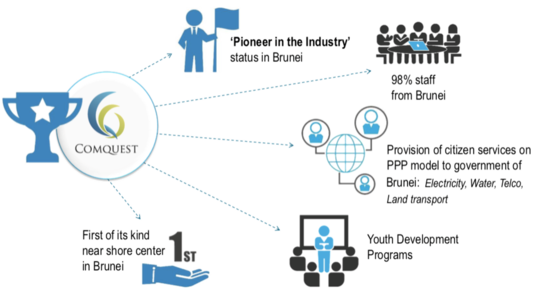 'Pioneer in the Industry'
status in Brunei
98% staff
from Brunei
COMQUEST
Provision of citizen services on
PPP model to government of
Brunei: Electricity, Water, Telco,
Land transport
First of its kind
near shore center
in Brunei
1ST
Youth Development
Programs